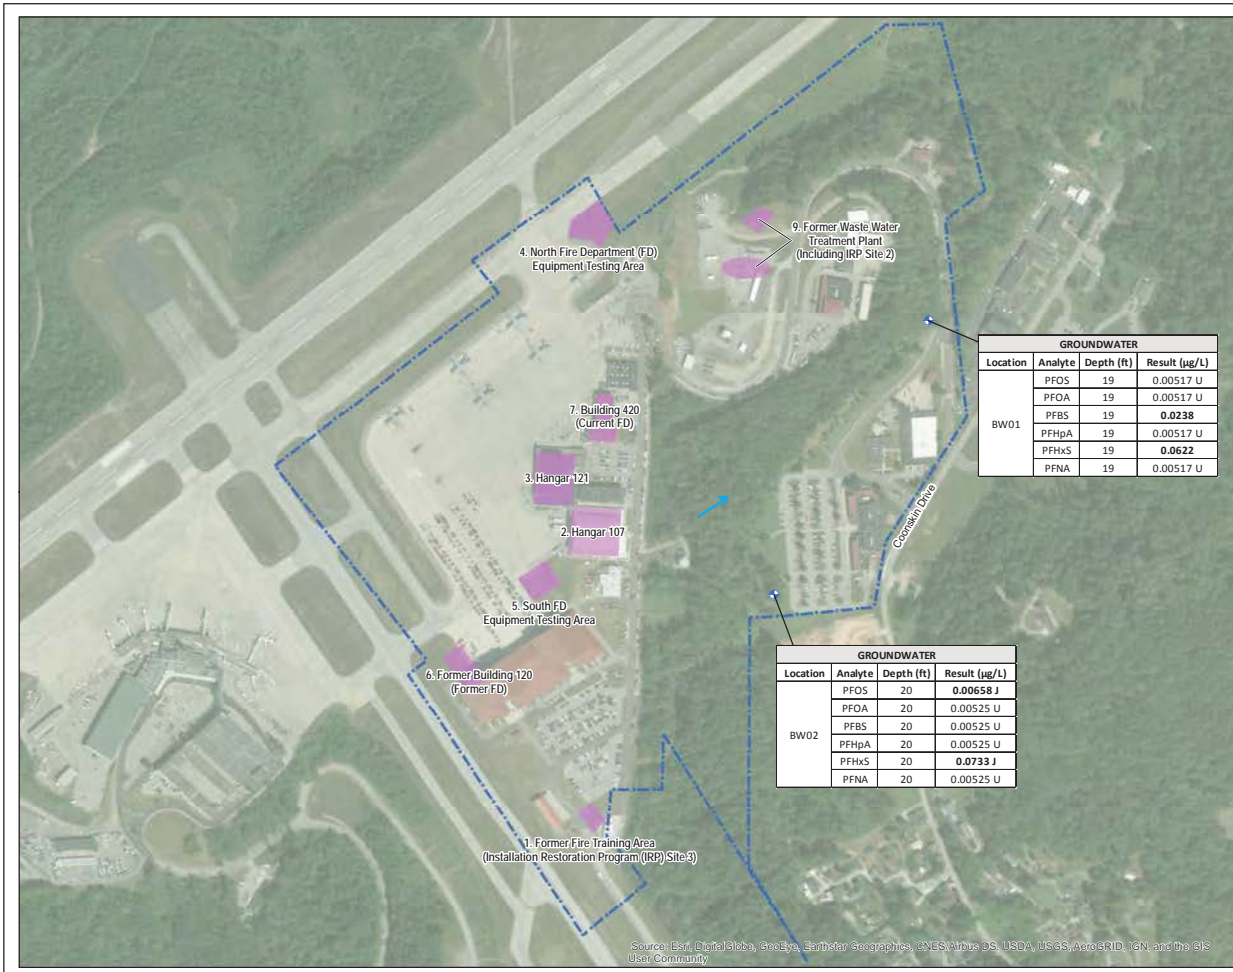 4. North Fire Department (FD)
Equipment Testing Area
9. Former Waste Water
Treatment Plant
(Including IRP Site 2)
7. Building 420
(Current FD)
3. Hangar 121
2. Hangar 107
5. South FD
Equipment Testing Area
6. Former Building 120
(Former FD)
1. Former Fire Training Area
(Installation Restoration Program (IRP) Site 3)
Coonskin Drive
GROUNDWATER
Location Analyte Depth (ft) Result (µg/L)
PFOS 19 0.00517 U
PFOA 19 0.00517 U
PFBS 19 0.0238
BW01
PFHpA 19 0.00517 U
PFHxS 19 0.0622
PFNA 19 0.00517 U
GROUNDWATER
Location Analyte Depth (ft) Result (µg/L)
PFOS 20 0.00658 J
PFOA 20 0.00525 U
PFBS 20 0.00525 U
BW02
PFHpA 20 0.00525 U
PFHxS 20 0.0733 J
PFNA 20 0.00525 U
Source: Esri, DigitalGlobe, GeoEye, Earthstar Geographics, CNES/Airbus DS, USDA, USGS, AeroGRID, IGN, and the GIS
User Community